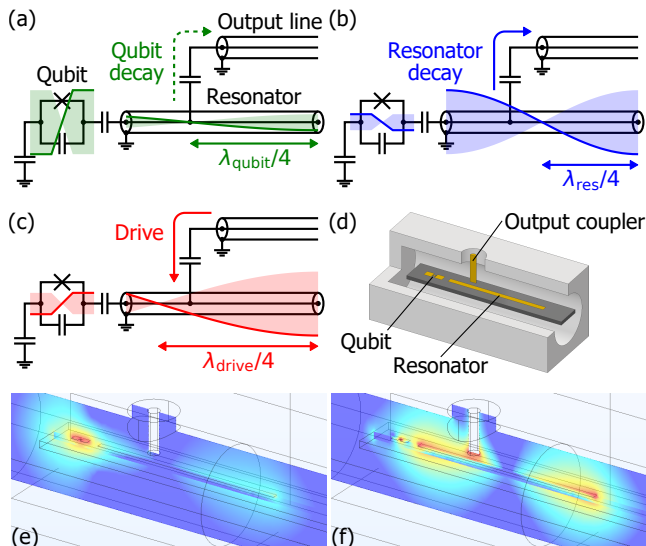 (a)
Output line
Qubit
decay
Qubit
Resonator
λqubit/4
(b)
Resonator
decay
λres/4
(c)
Drive
λdrive/4
(d)
Output coupler
Qubit
Resonator
(e)
(f)